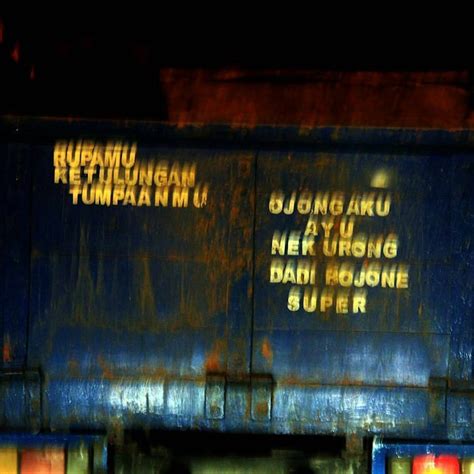 RUPAMU
KETULUNGAN
TUMPAANMU
OJO NGAKU
AYU
NEK URONG
DADI BOJONE
SUPER